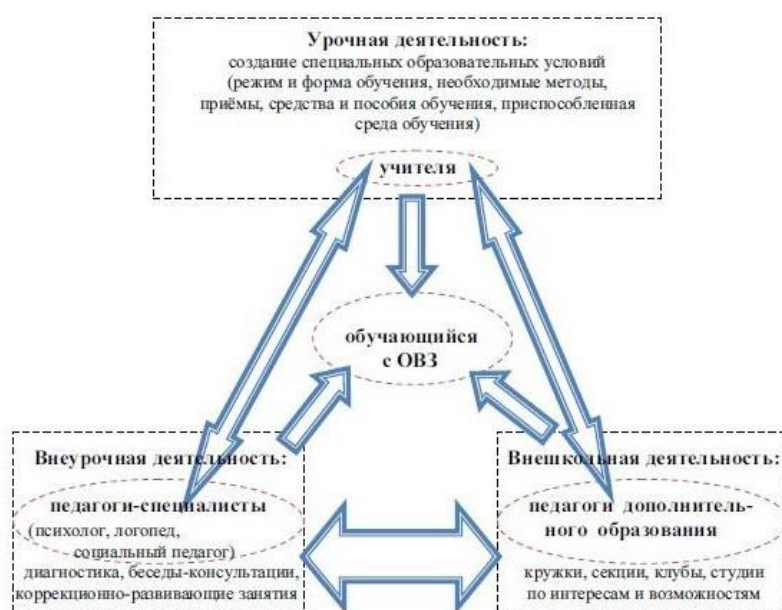 Урочная деятельность:
создание специальных образовательных условий
(режим и форма обучения, необходимые методы,
приёмы, средства и пособия обучения, приспособленная
среда обучения)
учителя
обучающийся
с ОВЗ
Внеурочная деятельность:
педагоги-специалисты
(психолог, логопед,
социальный педагог)
диагностика, беседы-консультации,
коррекционно-развивающие занятия
Внешкольная деятельность:
педагоги дополнитель-
ного образования
кружки, секции, клубы, студии
по интересам и возможностям